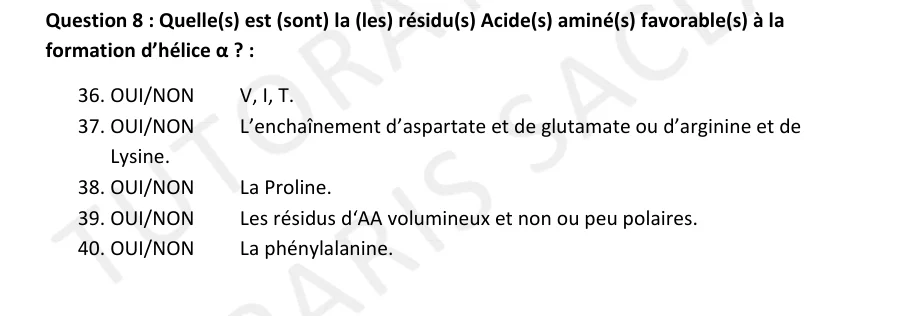 Question 8 : Quelle(s) est (sont) la (les) résidu(s) Acide(s) aminé(s) favorable(s) à la
formation d'hélice α ? :
36. OUI/NON V, I, T.
37. OUI/NON L'enchaînement d'aspartate et de glutamate ou d'arginine et de
Lysine.
38. OUI/NON La Proline.
39. OUI/NON Les résidus d'AA volumineux et non ou peu polaires.
40. OUI/NON La phénylalanine.